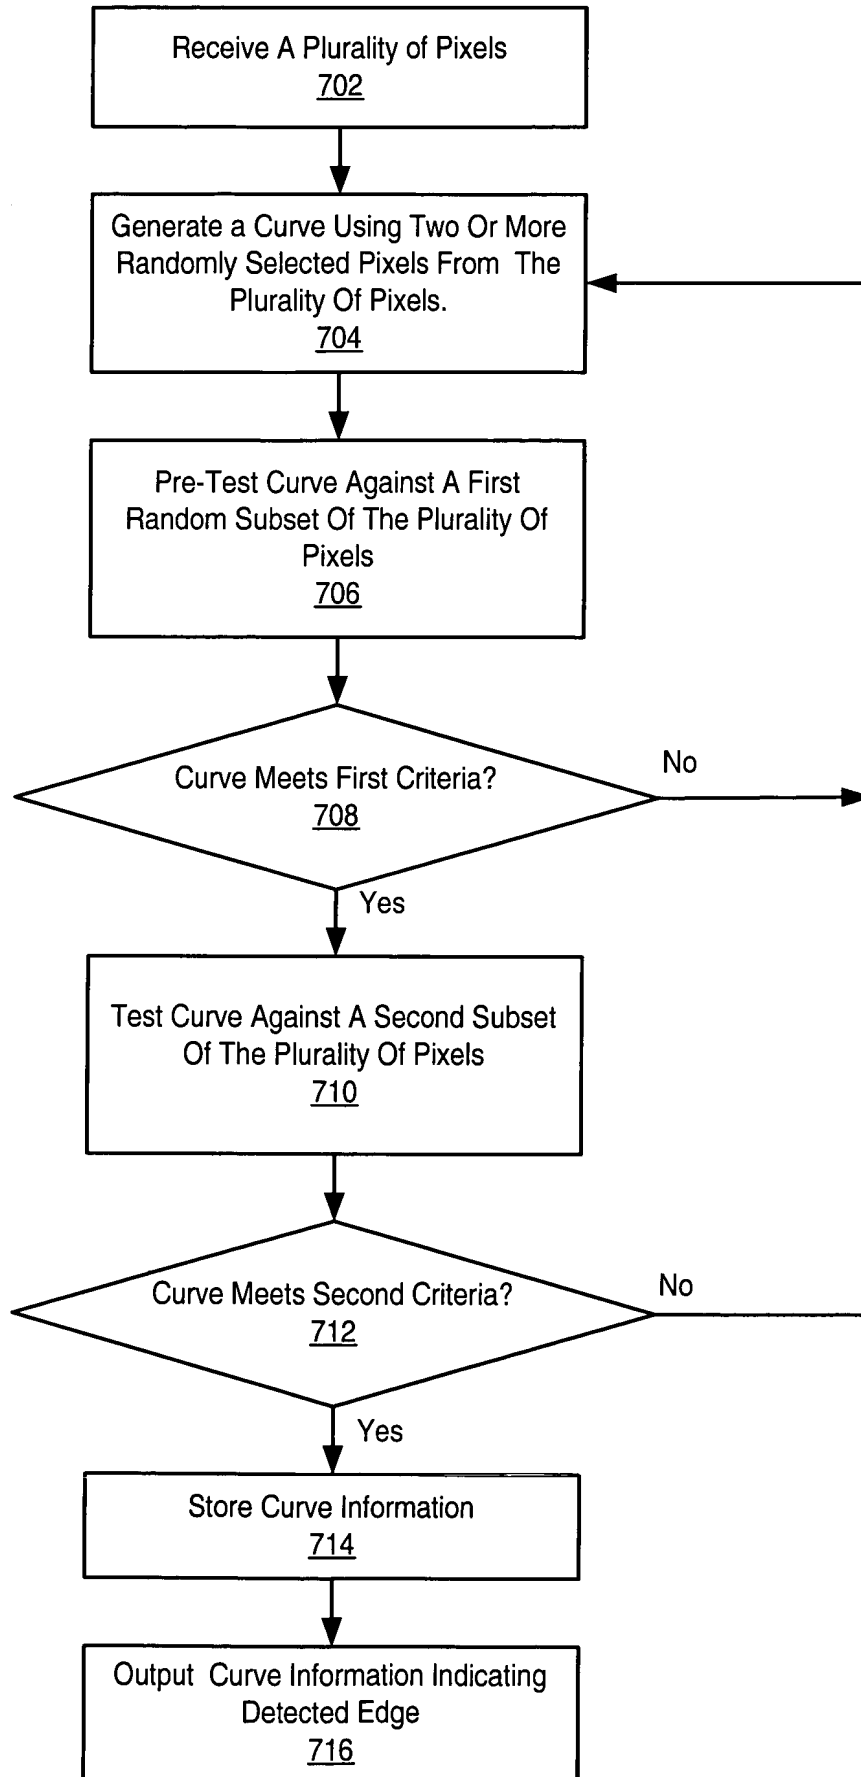 Receive A Plurality of Pixels
702
Generate a Curve Using Two Or More
Randomly Selected Pixels From The
Plurality Of Pixels.
704
Pre-Test Curve Against A First
Random Subset Of The Plurality Of
Pixels
706
Curve Meets First Criteria?
708
No
Yes
Test Curve Against A Second Subset
Of The Plurality Of Pixels
710
Curve Meets Second Criteria?
712
No
Yes
Store Curve Information
714
Output Curve Information Indicating
Detected Edge
716